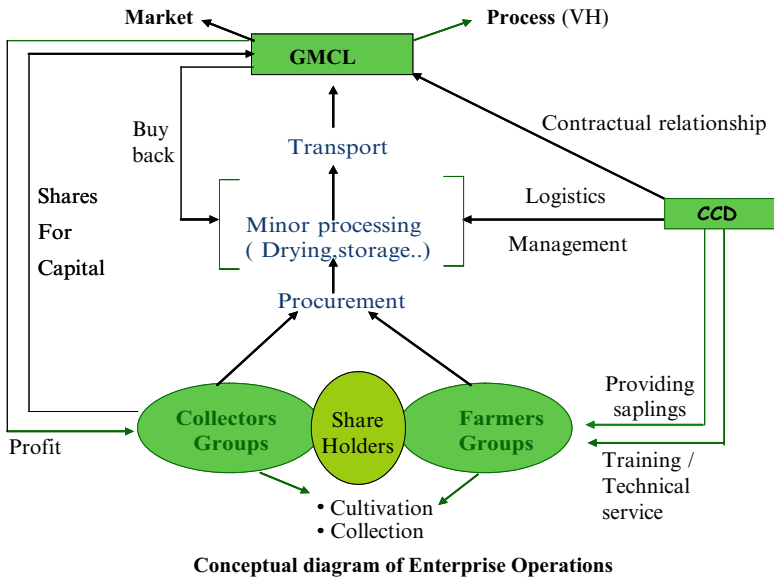 Market
Process (VH)
GMCL
Buy
back
Transport
Contractual relationship
Shares
For
Capital
Logistics
CCD
Minor processing
( Drying,storage..)
Management
Procurement
Providing
saplings
Collectors
Groups
Share
Holders
Farmers
Groups
Profit
Training /
Technical
service
• Cultivation
• Collection
Conceptual diagram of Enterprise Operations